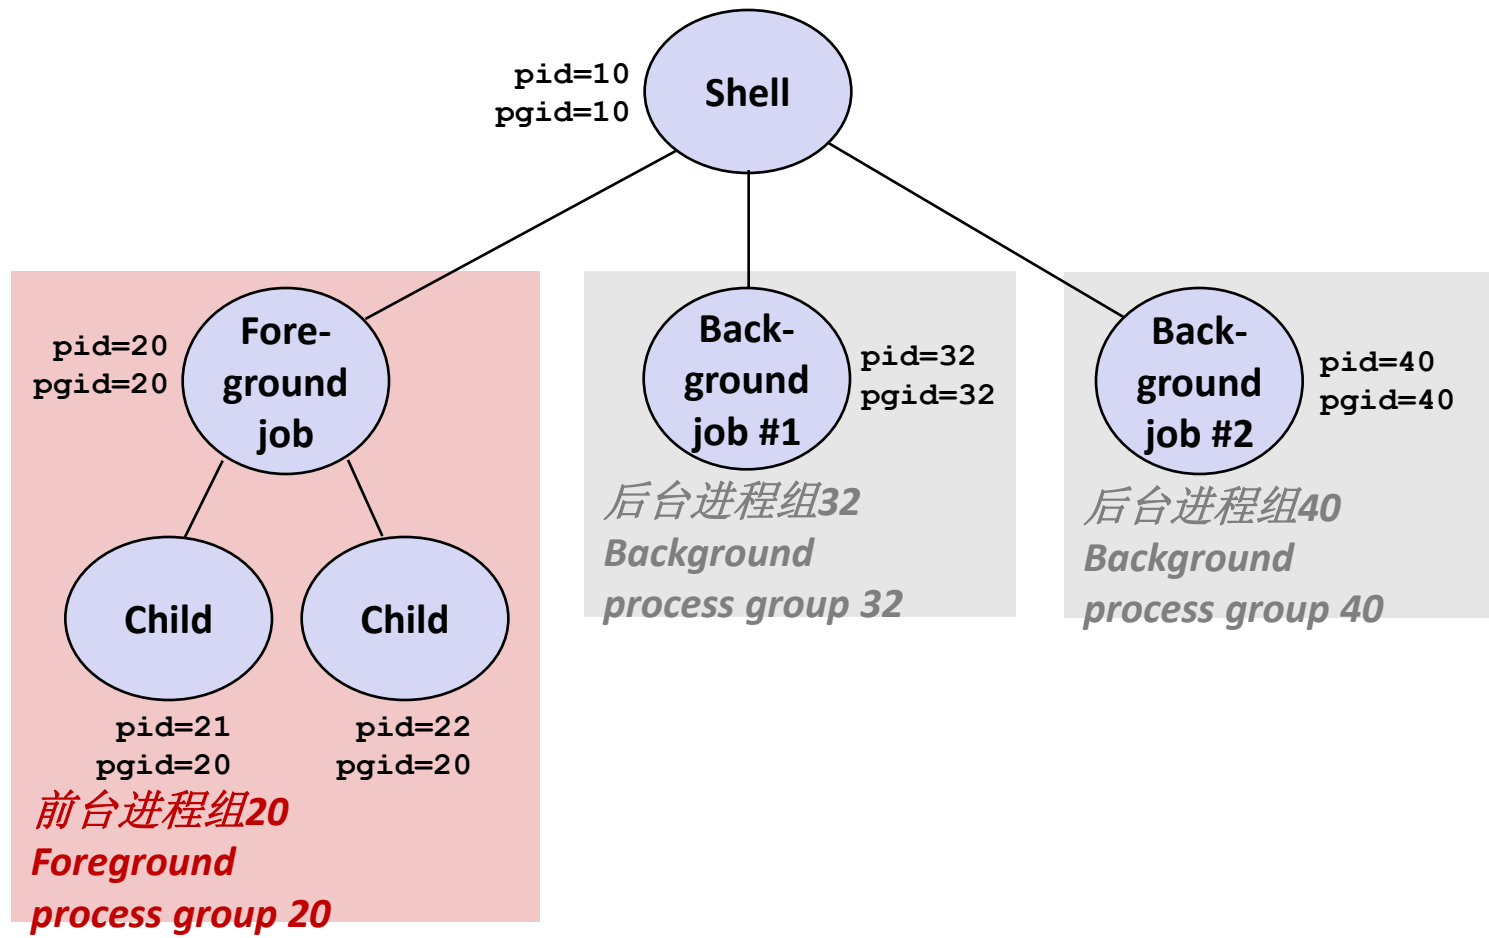 pid=10
pgid=10
Shell
pid=20
pgid=20
Fore-
ground
job
Back-
ground
job #1
pid=32
pgid=32
Back-
ground
job #2
pid=40
pgid=40
后台进程组32
Background
process group 32
后台进程组40
Background
process group 40
Child
Child
pid=21
pgid=20
pid=22
pgid=20
前台进程组20
Foreground
process group 20